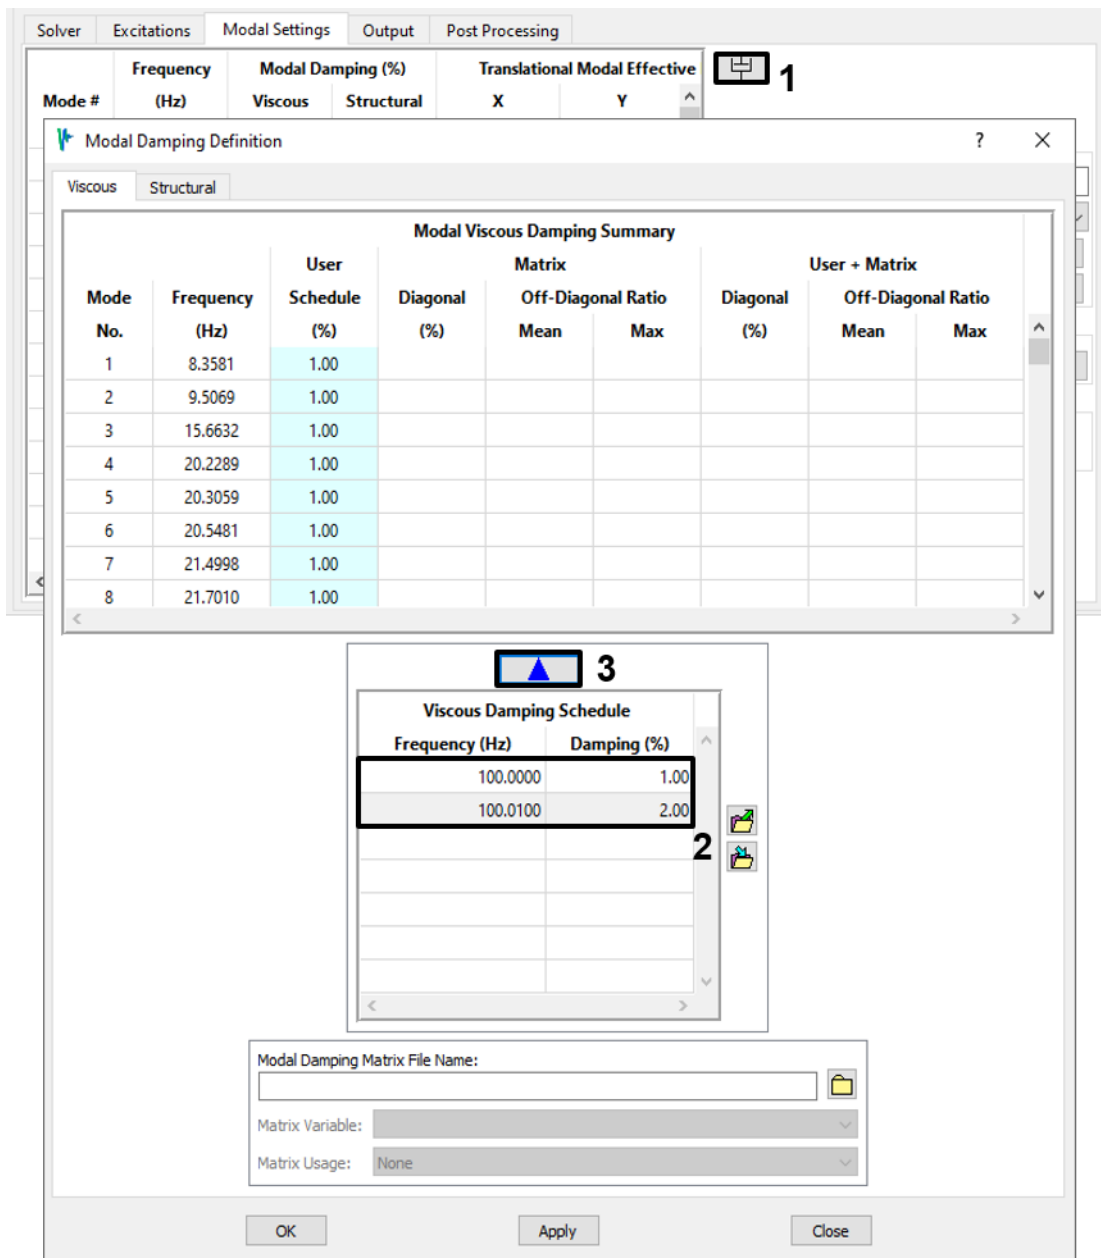 Solver Excitations Modal Settings Output Post Processing
Frequency Modal Damping (%) Translational Modal Effective
Mode # (Hz) Viscous Structural X Y
1
Modal Damping Definition ? ×
Viscous Structural
Modal Viscous Damping Summary
User Matrix User + Matrix
Mode Frequency Schedule Diagonal Off-Diagonal Ratio Diagonal Off-Diagonal Ratio
No. (Hz) (%) (%) Mean Max (%) Mean Max
1 8.3581 1.00
2 9.5069 1.00
3 15.6632 1.00
4 20.2289 1.00
5 20.3059 1.00
6 20.5481 1.00
7 21.4998 1.00
8 21.7010 1.00
3
Viscous Damping Schedule
Frequency (Hz) Damping (%)
100.0000 1.00
100.0100 2.00
2
Modal Damping Matrix File Name:
Matrix Variable:
Matrix Usage: None
OK Apply Close